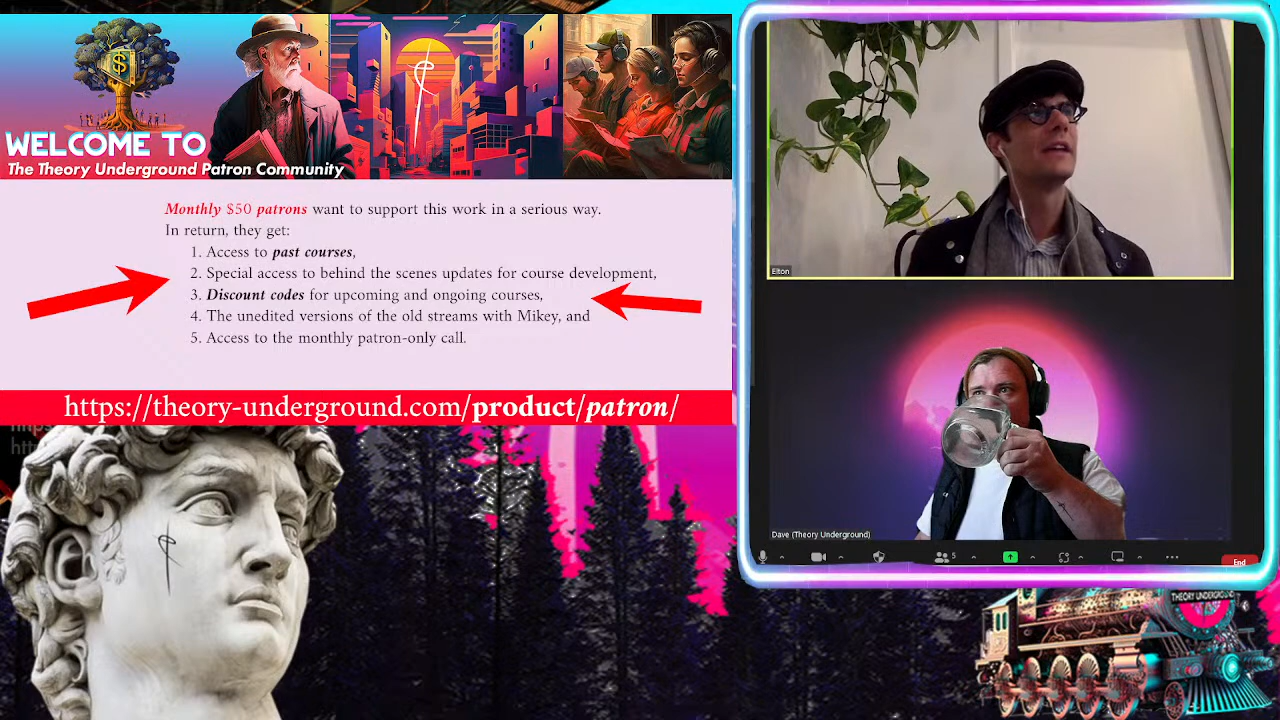 $
WELCOME TO
The Theory Underground Patron Community
Monthly $50 patrons want to support this work in a serious way.
In return, they get:
1. Access to past courses,
2. Special access to behind the scenes updates for course development,
3. Discount codes for upcoming and ongoing courses,
4. The unedited versions of the old streams with Mikey, and
5. Access to the monthly patron-only call.
https://theory-underground.com/product/patron/
Elton
Dave (Theory Underground)
5
End
THEORY UNDERGROUND